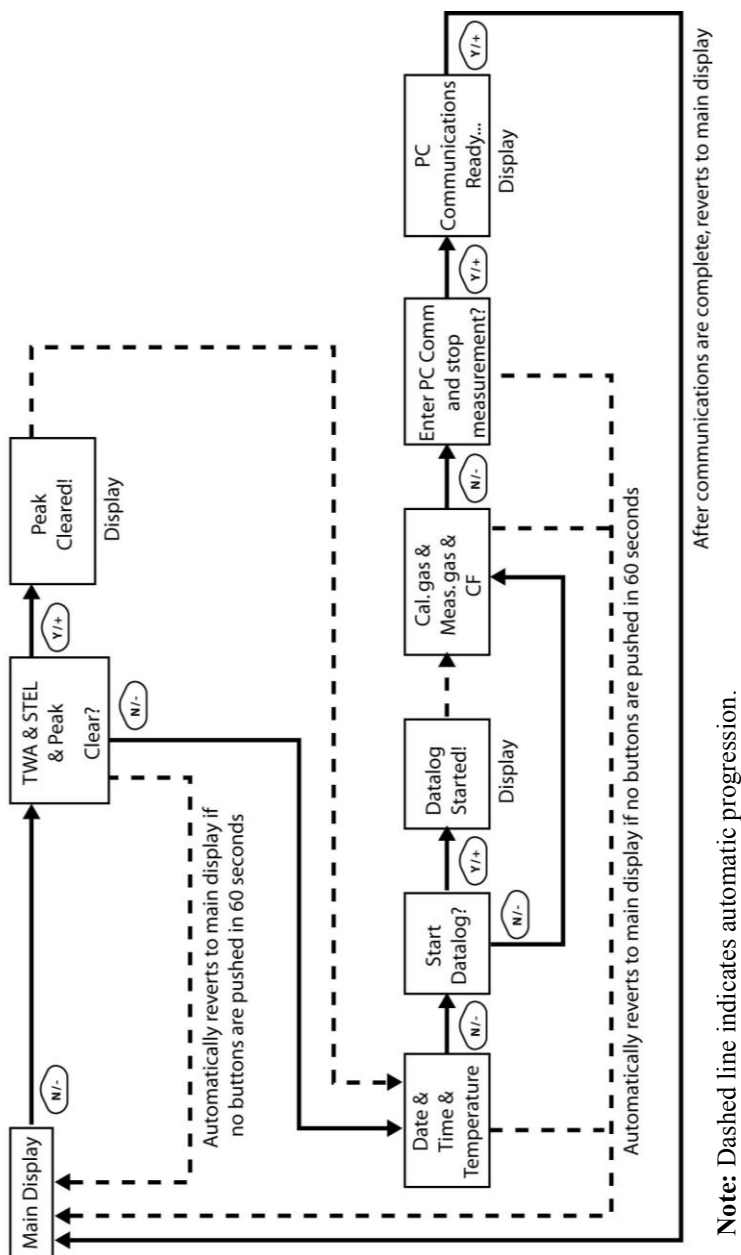 Main Display
N/-
TWA & STEL
& Peak
Clear?
Y/+
Peak
Cleared!
Display
N/-
Automatically reverts to main display if
no buttons are pushed in 60 seconds
Date &
Time &
Temperature
N/-
Start
Datalog?
Y/+
Datalog
Started!
Display
N/-
Cal. gas &
Meas. gas &
CF
N/-
Enter PC Comm
and stop
measurement?
Y/+
PC
Communications
Ready...
Display
Y/+
Automatically reverts to main display if no buttons are pushed in 60 seconds
After communications are complete, reverts to main display
Note: Dashed line indicates automatic progression.